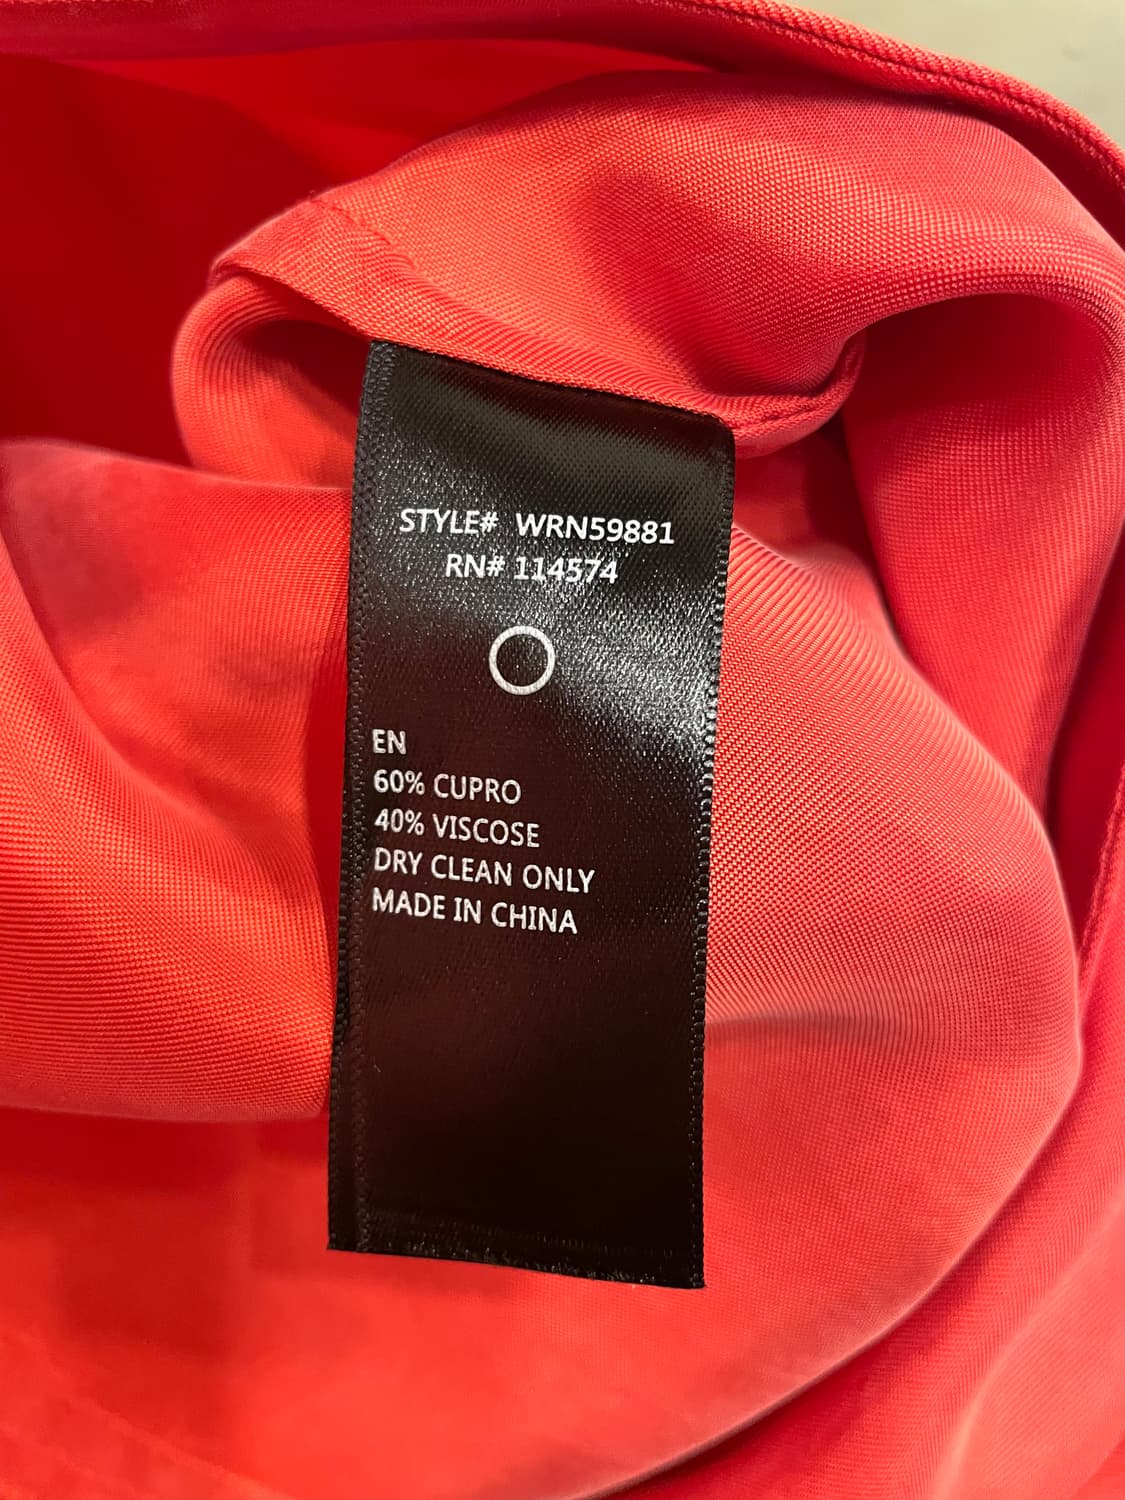 STYLE# WRN59881
RN# 114574
EN
60% CUPRO
40% VISCOSE
DRY CLEAN ONLY
MADE IN CHINA